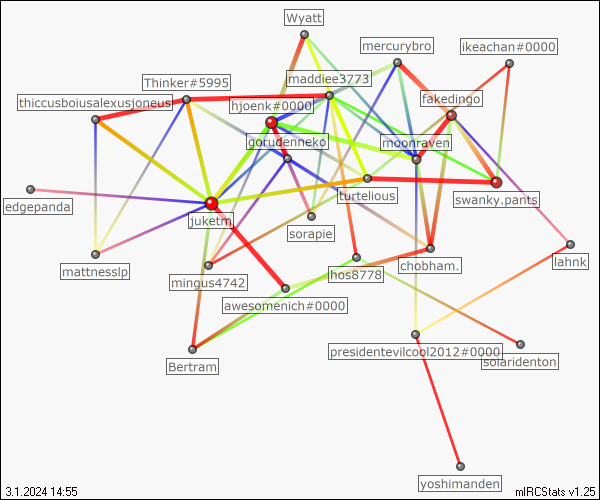 Wyatt
mercurybro
ikeachan#0000
Thinker#5995
maddiee3773
thiccusboiusalexusjoneus
hjoenk#0000
fakedingo
gorudenneko
moonraven
edgepanda
juketm
turtelious
swanky.pants
sorapie
mattnesslp
mingus4742
hos8778
chobham.
lahnk
awesomenich#0000
Bertram
presidentevilcool2012#0000
solaridenton
yoshimanden
3.1.2024 14:55
mIRCStats v1.25